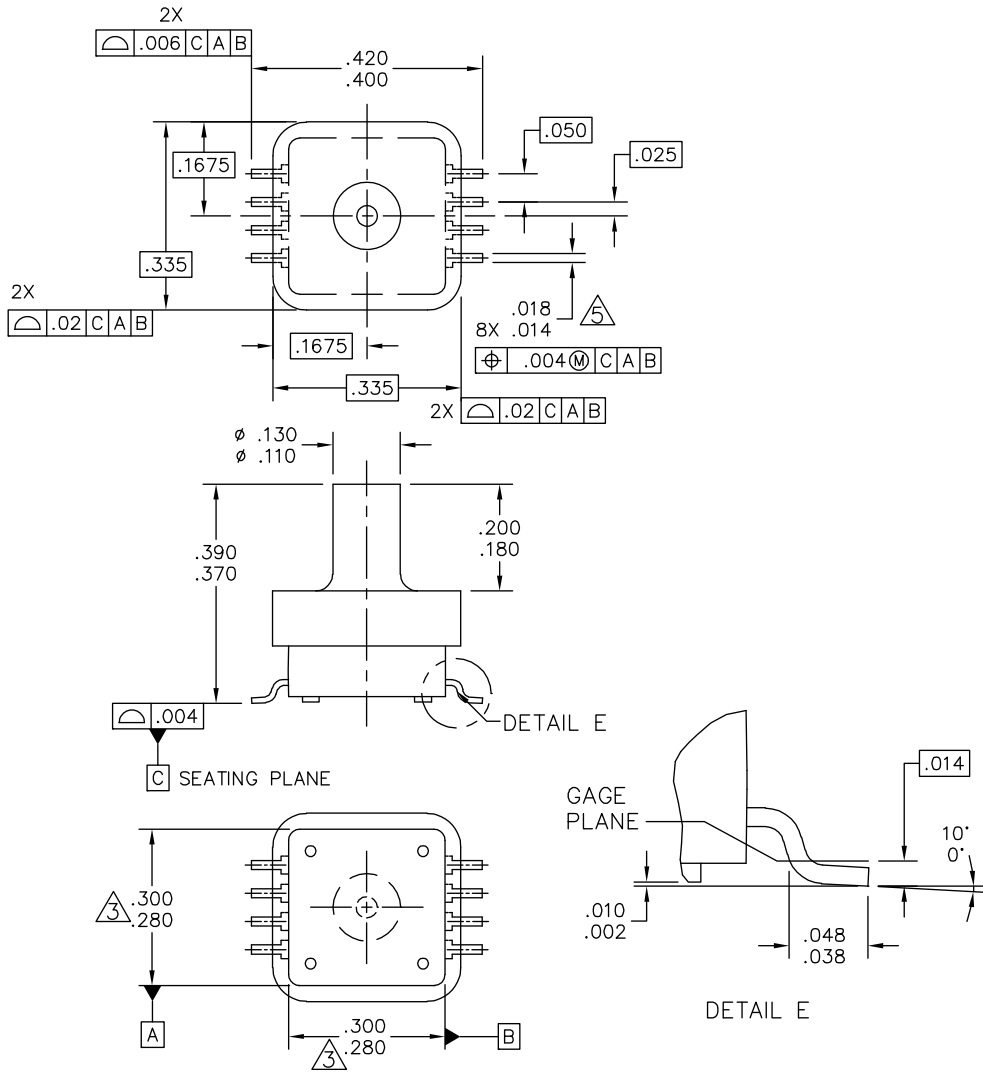 2X
⌓ .006 C A B
.420
.400
.050
.025
.1675
.335
2X
⌓ .02 C A B
.1675
.018
8X .014
5
⌖ .004 Ⓜ C A B
.335
2X ⌓ .02 C A B
ø .130
ø .110
.200
.180
.390
.370
⌓ .004
DETAIL E
C SEATING PLANE
GAGE
PLANE
.014
10°
0°
.010
.002
.048
.038
DETAIL E
3 .300
.280
A
.300
3 .280
B